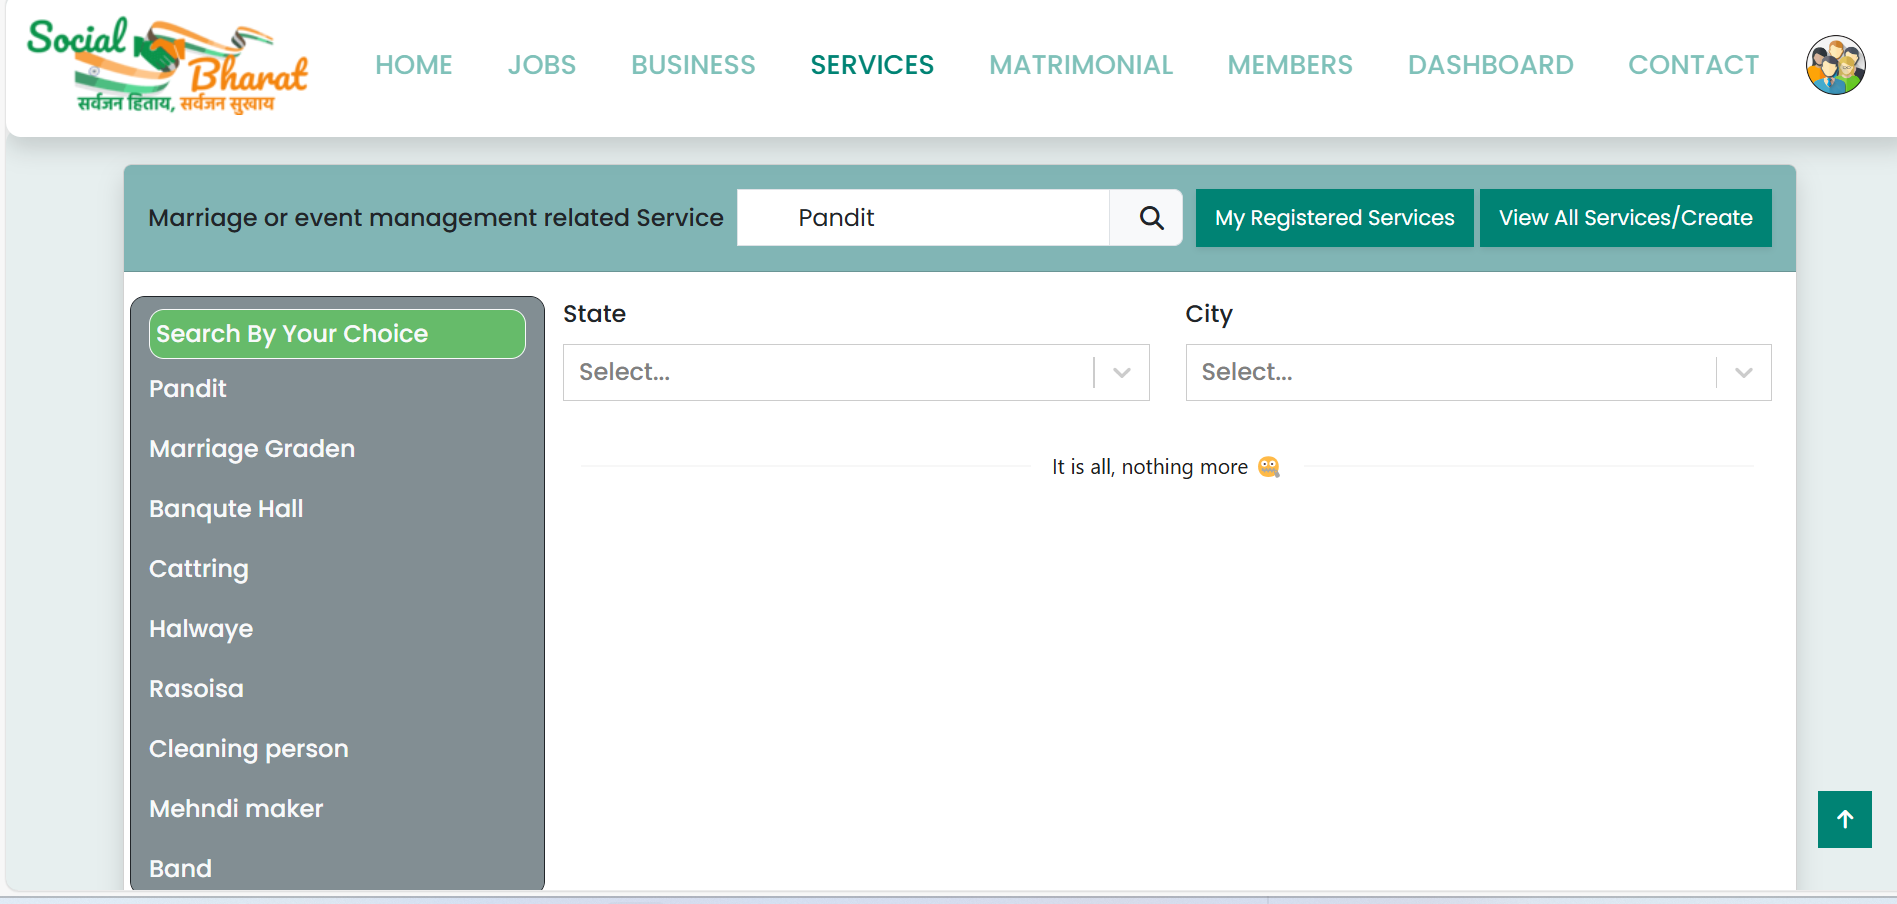 Social
Bharat
सर्वजन हिताय, सर्वजन सुखाय
HOME
JOBS
BUSINESS
SERVICES
MATRIMONIAL
MEMBERS
DASHBOARD
CONTACT
Marriage or event management related Service
Pandit
My Registered Services
View All Services/Create
Search By Your Choice
Pandit
Marriage Graden
Banqute Hall
Cattring
Halwaye
Rasoisa
Cleaning person
Mehndi maker
Band
State
Select...
City
Select...
It is all, nothing more 🤐